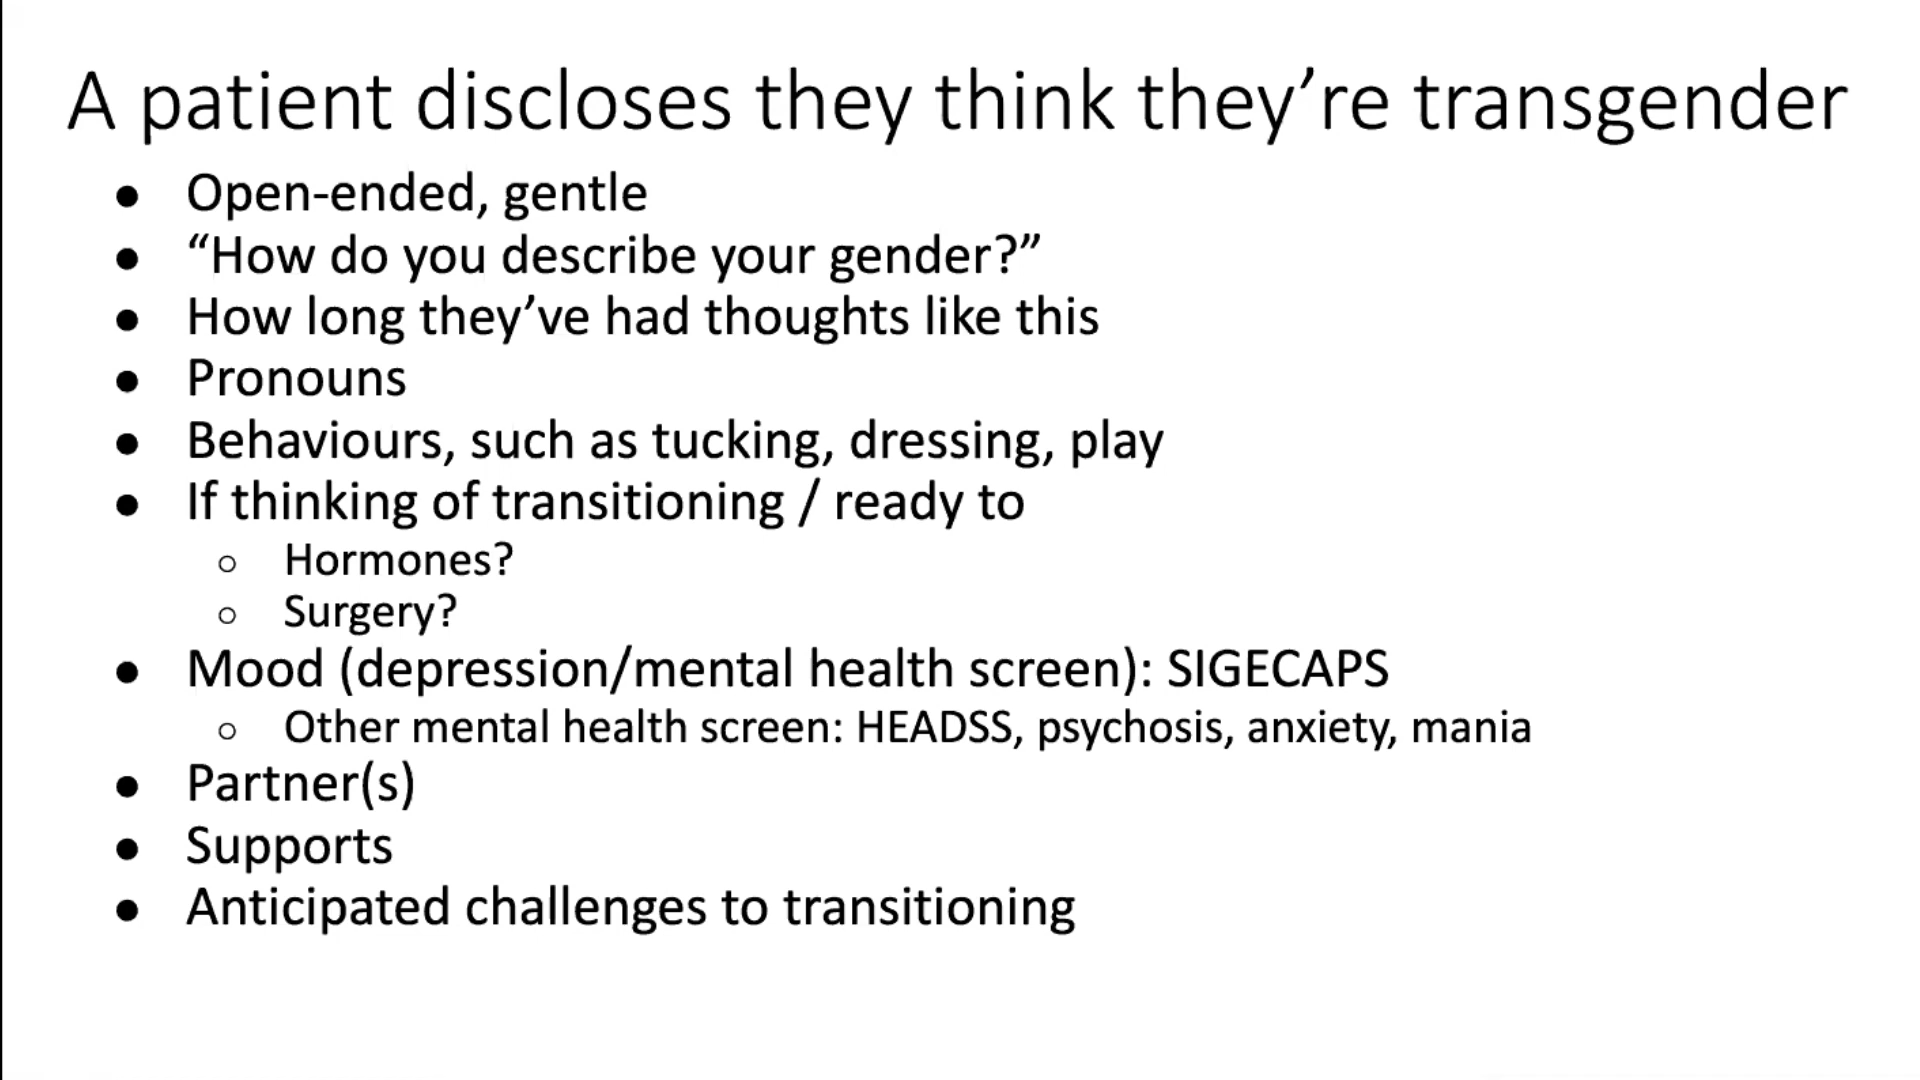 A patient discloses they think they’re transgender
● Open-ended, gentle
● “How do you describe your gender?”
● How long they’ve had thoughts like this
● Pronouns
● Behaviours, such as tucking, dressing, play
● If thinking of transitioning / ready to
○ Hormones?
○ Surgery?
● Mood (depression/mental health screen): SIGECAPS
○ Other mental health screen: HEADSS, psychosis, anxiety, mania
● Partner(s)
● Supports
● Anticipated challenges to transitioning